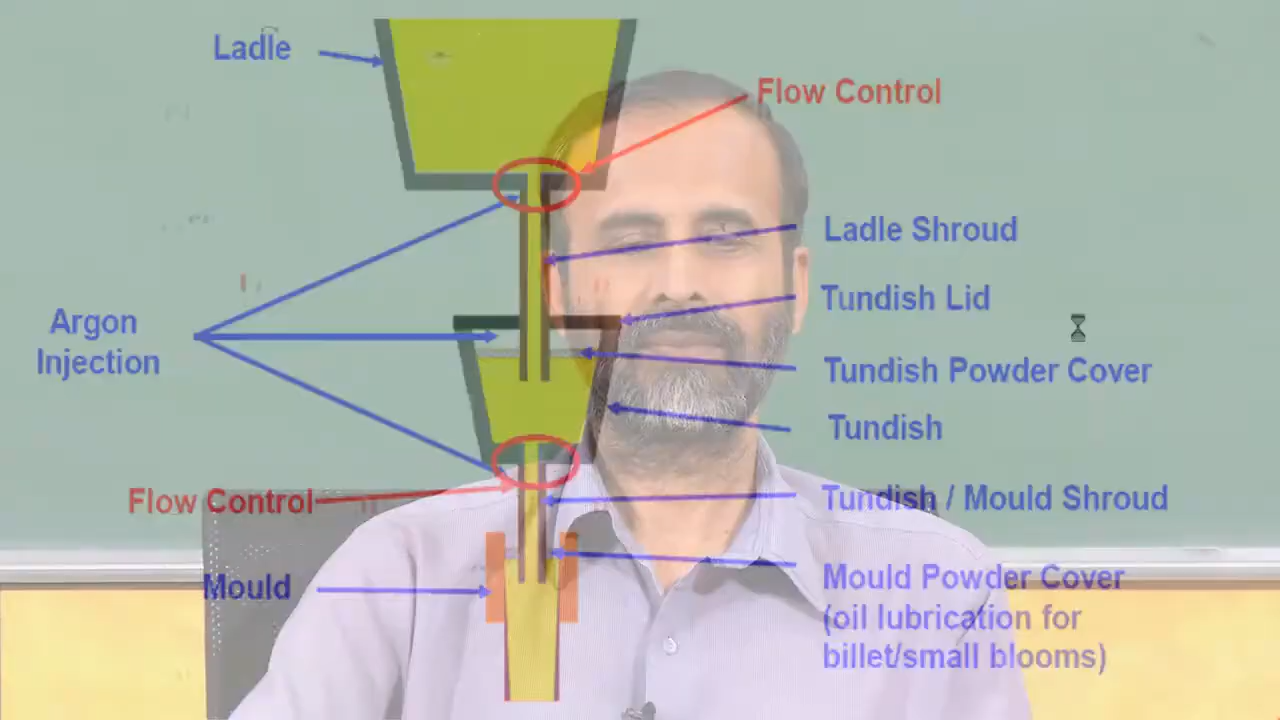 Ladle
Flow Control
Ladle Shroud
Tundish Lid
Argon
Injection
Tundish Powder Cover
Tundish
Flow Control
Tundish / Mould Shroud
Mould
Mould Powder Cover
(oil lubrication for
billet/small blooms)